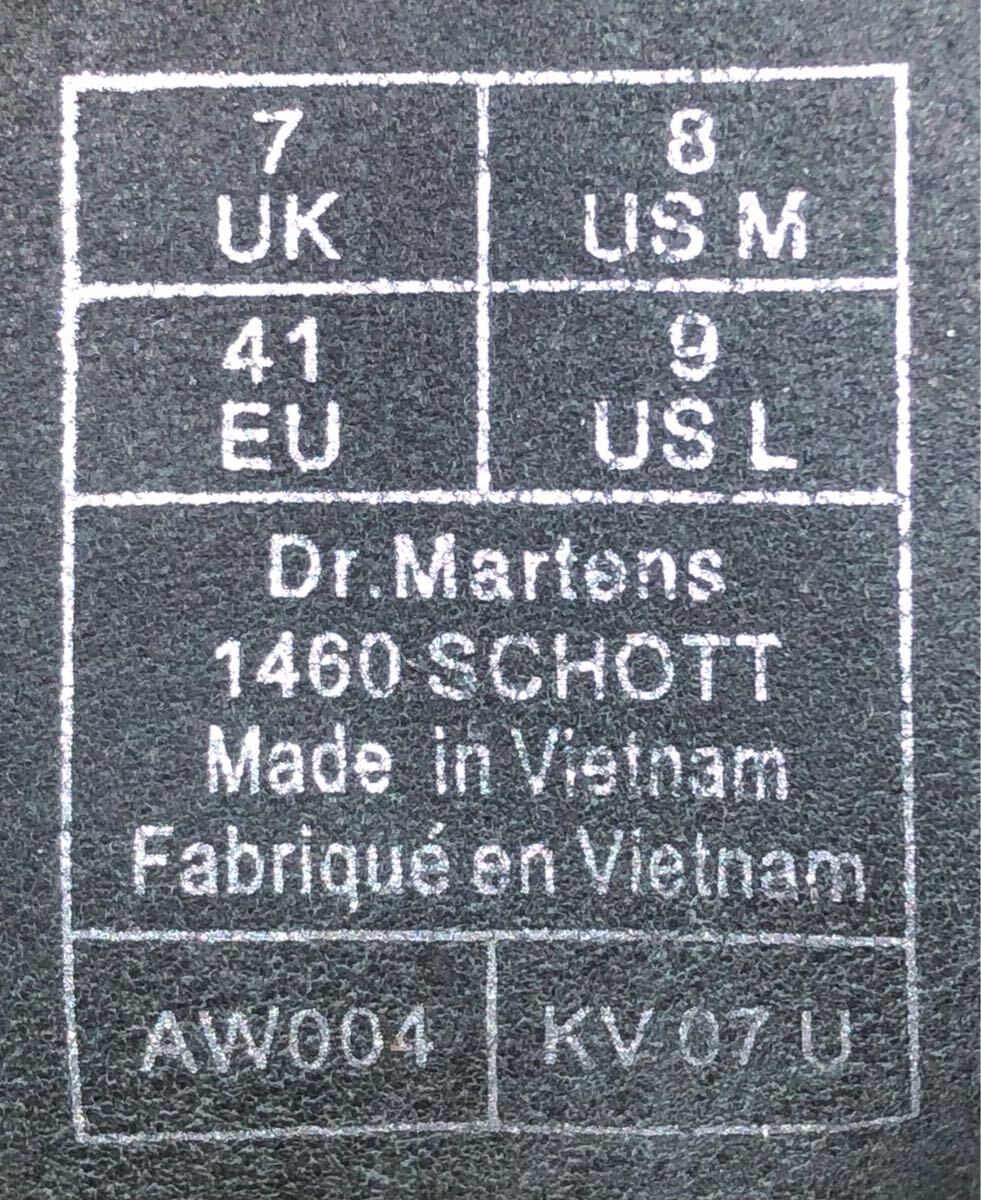 7
UK
8
US M
41
EU
9
US L
Dr.Martens
1460 SCHOTT
Made in Vietnam
Fabriqué en Vietnam
AW004
KV 07 U